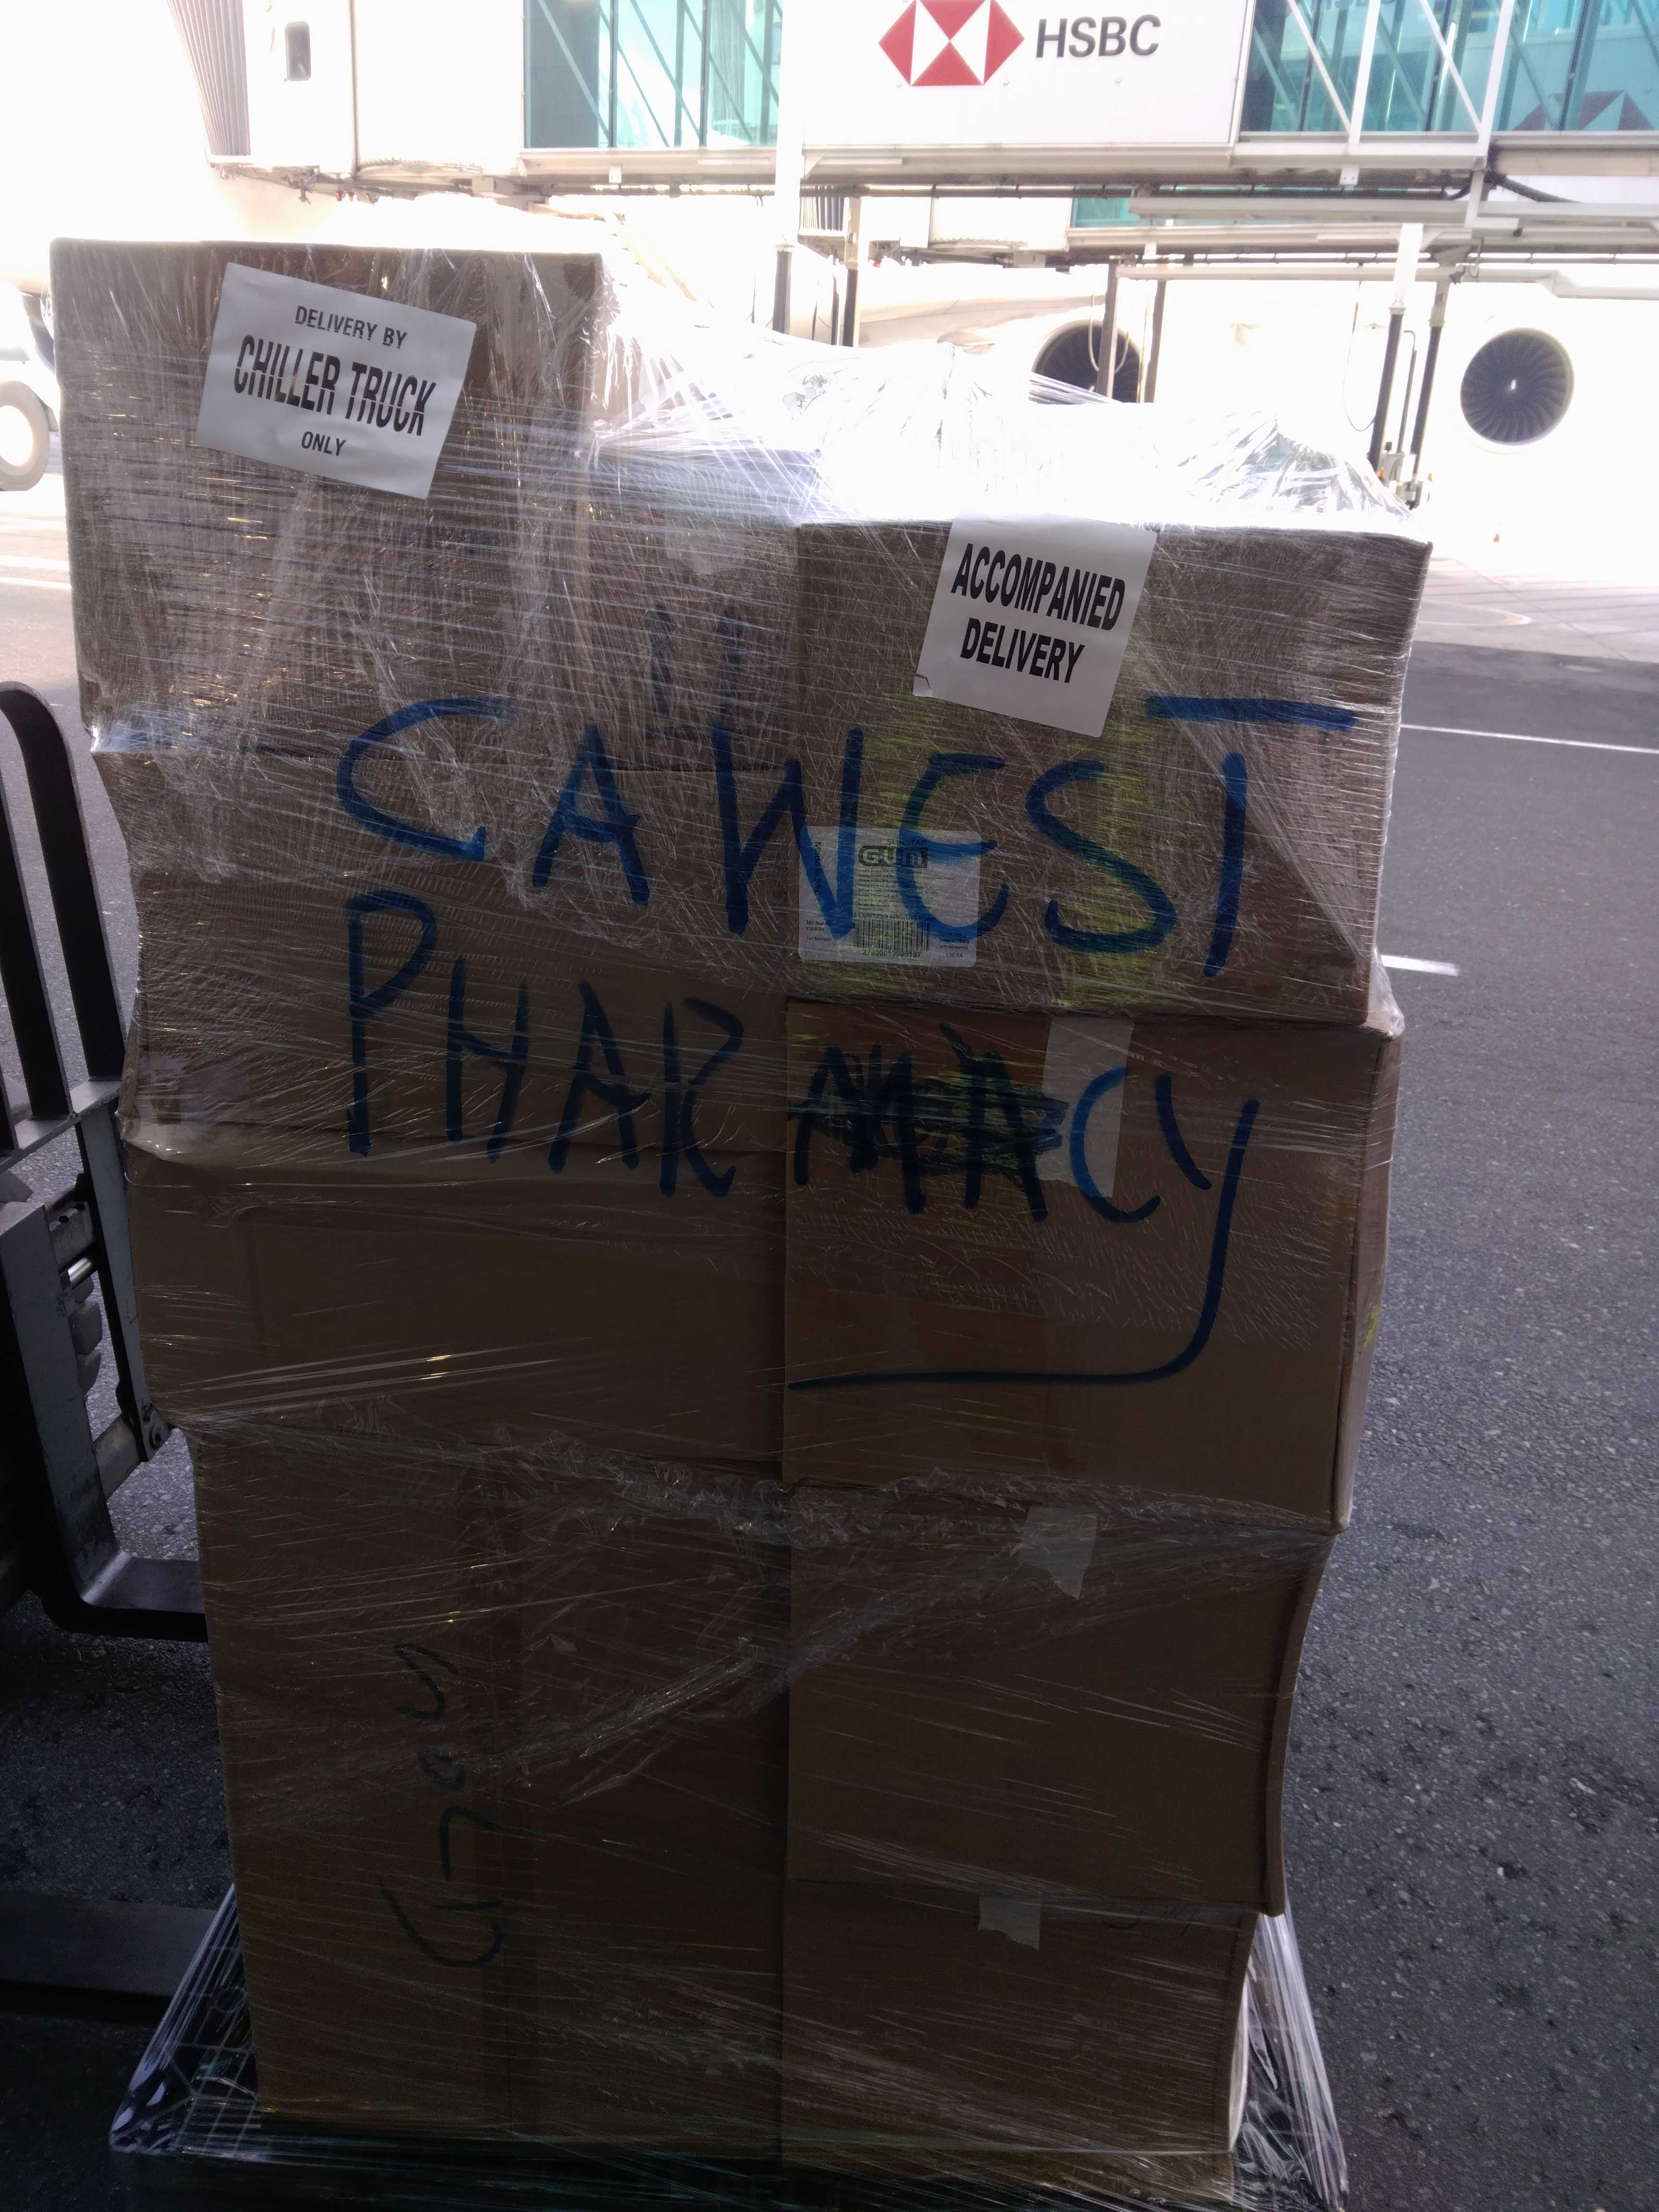 HSBC
DELIVERY BY
CHILLER TRUCK
ONLY
ACCOMPANIED
DELIVERY
CAWEST
GUM
PHARMACY